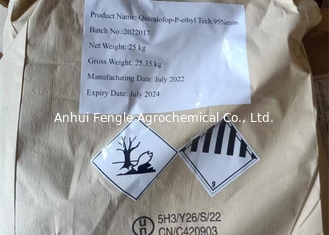 Product Name: Quizalofop-P-ethyl Tech.95%min.
Batch No.:2022017
Net Weight: 25 kg
Gross Weight: 25.35 kg
Manufacturing Date: July 2022
Expiry Date: July 2024
Anhui Fengle Agrochemical Co., Ltd.
9
un 5H3/Y26/S/22
CN/C420903